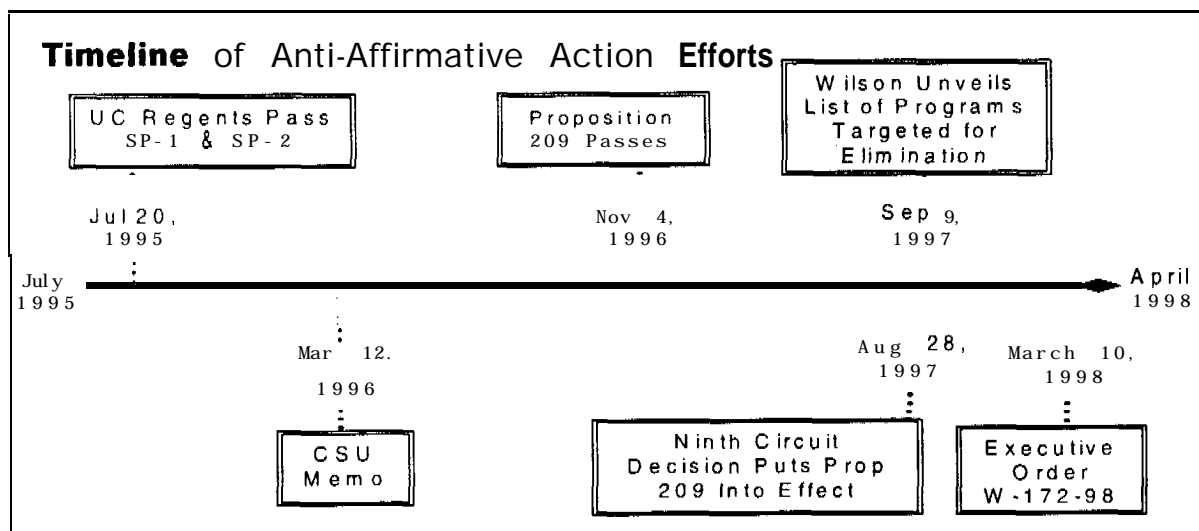 Timeline of Anti-Affirmative Action Efforts
UC Regents Pass
SP-1 & SP-2
Jul 20,
1995
Proposition
209 Passes
Nov 4,
1996
Wilson Unveils
List of Programs
Targeted for
Elimination
Sep 9,
1997
July
1995
April
1998
Mar 12.
1996
CSU
Memo
Aug 28,
1997
Ninth Circuit
Decision Puts Prop
209 Into Effect
March 10,
1998
Executive
Order
W-172-98